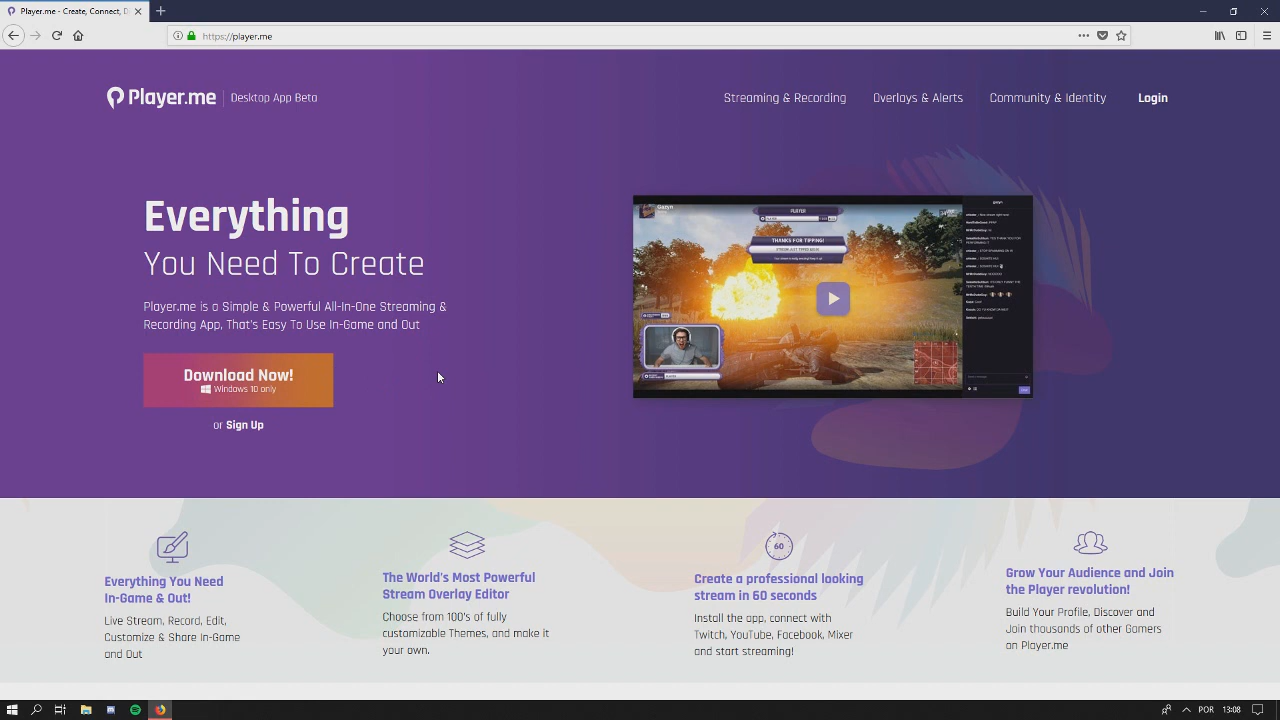 Player.me - Create, Connect, D
https://player.me
Player.me
Desktop App Beta
Streaming & Recording
Overlays & Alerts
Community & Identity
Login
Everything
You Need To Create
Player.me is a Simple & Powerful All-In-One Streaming &
Recording App, That's Easy To Use In-Game and Out
Download Now!
Windows 10 only
or Sign Up
Gazyn
THANKS FOR TIPPING!
60
Everything You Need
In-Game & Out!
Live Stream, Record, Edit,
Customize & Share In-Game
and Out
The World's Most Powerful
Stream Overlay Editor
Choose from 100's of fully
customizable Themes, and make it
your own.
Create a professional looking
stream in 60 seconds
Install the app, connect with
Twitch, YouTube, Facebook, Mixer
and start streaming!
Grow Your Audience and Join
the Player revolution!
Build Your Profile, Discover and
Join thousands of other Gamers
on Player.me
POR
13:08